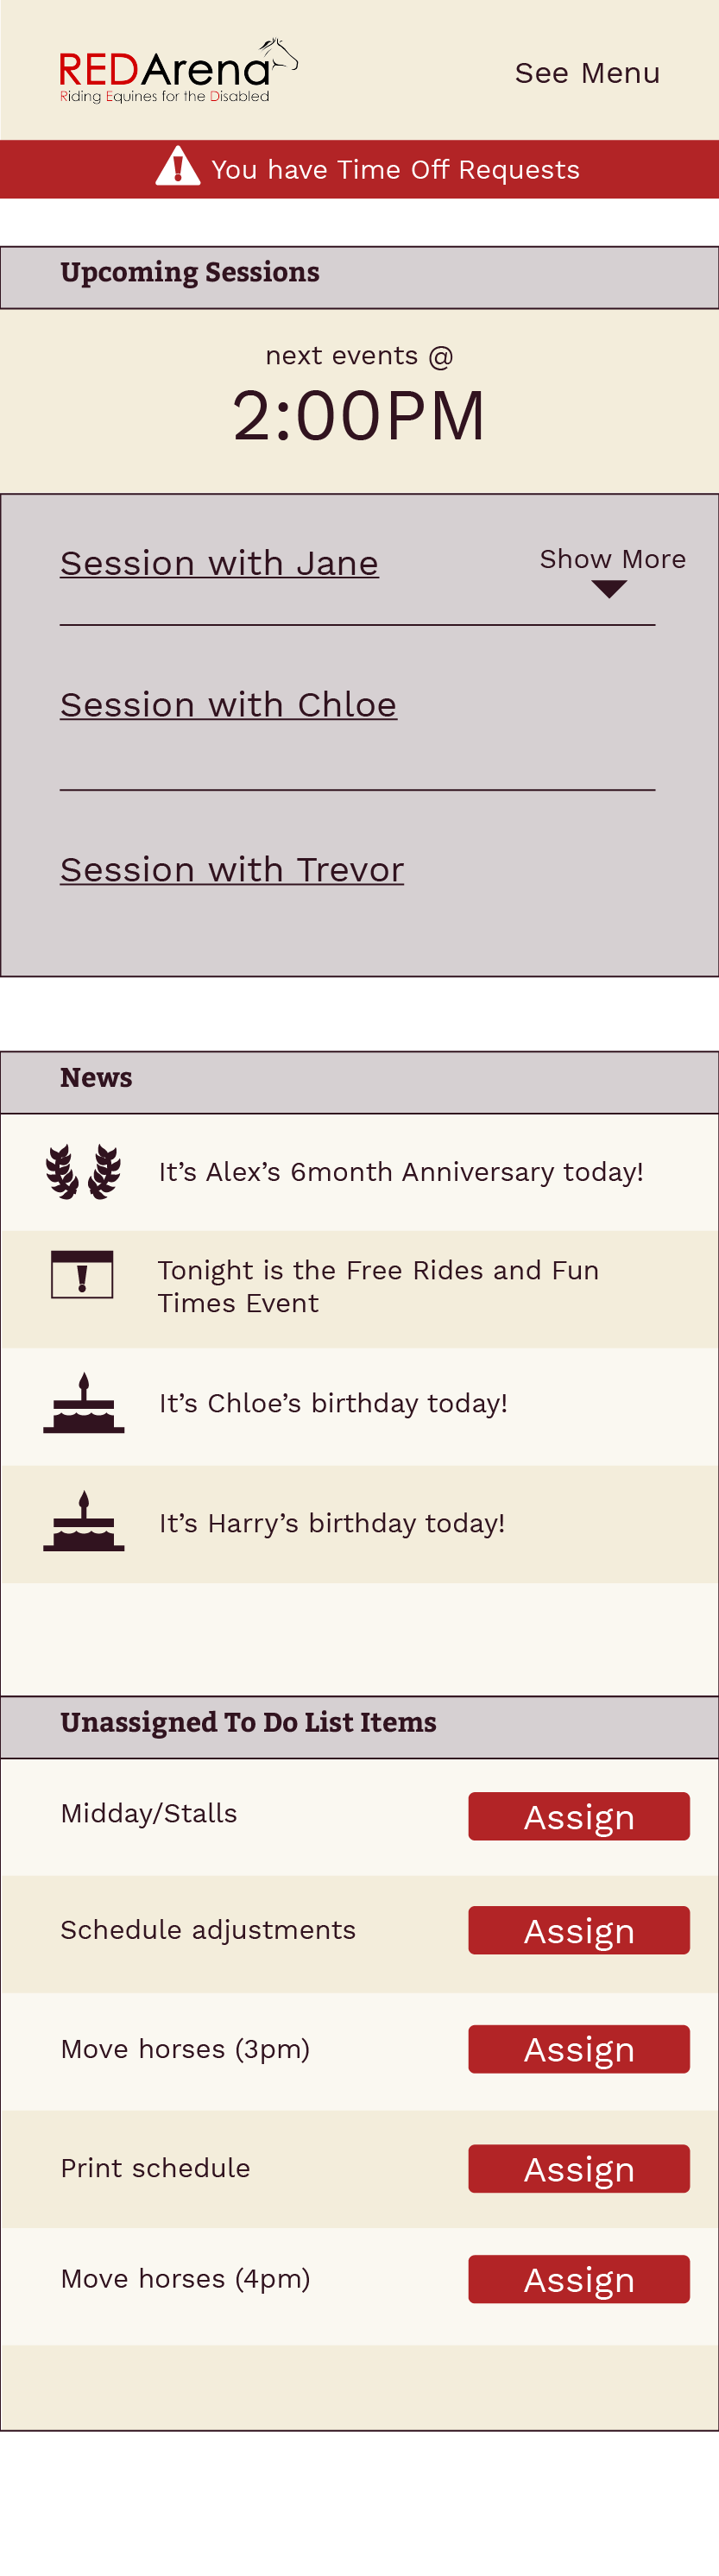 REDArena
Riding Equines for the Disabled
See Menu
You have Time Off Requests
Upcoming Sessions
next events @
2:00PM
Session with Jane
Show More
Session with Chloe
Session with Trevor
News
It’s Alex’s 6month Anniversary today!
Tonight is the Free Rides and Fun
Times Event
It’s Chloe’s birthday today!
It’s Harry’s birthday today!
Unassigned To Do List Items
Midday/Stalls
Assign
Schedule adjustments
Assign
Move horses (3pm)
Assign
Print schedule
Assign
Move horses (4pm)
Assign